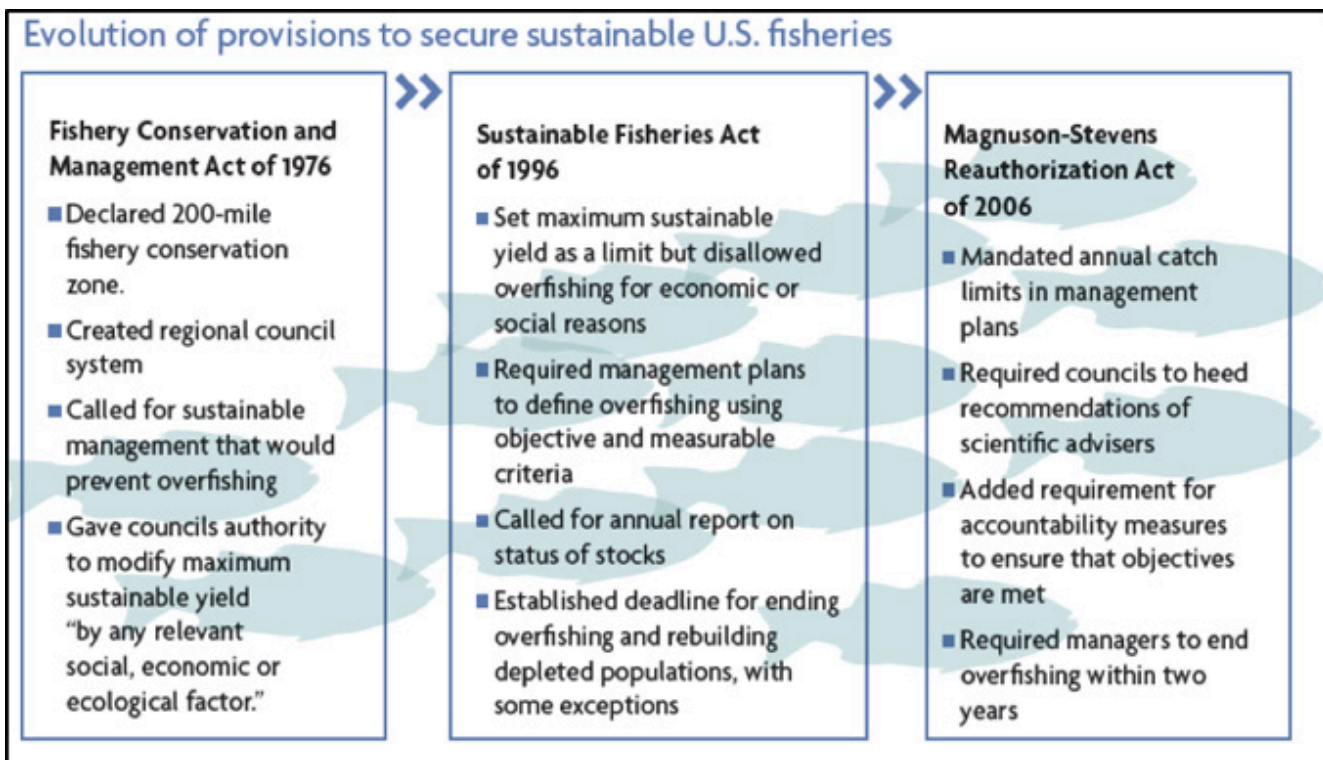 Evolution of provisions to secure sustainable U.S. fisheries
Fishery Conservation and
Management Act of 1976
Declared 200-mile
fishery conservation
zone.
Created regional council
system
Called for sustainable
management that would
prevent overfishing
Gave councils authority
to modify maximum
sustainable yield
“by any relevant
social, economic or
ecological factor.”
Sustainable Fisheries Act
of 1996
Set maximum sustainable
yield as a limit but disallowed
overfishing for economic or
social reasons
Required management plans
to define overfishing using
objective and measurable
criteria
Called for annual report on
status of stocks
Established deadline for ending
overfishing and rebuilding
depleted populations, with
some exceptions
Magnuson-Stevens
Reauthorization Act
of 2006
Mandated annual catch
limits in management
plans
Required councils to heed
recommendations of
scientific advisers
Added requirement for
accountability measures
to ensure that objectives
are met
Required managers to end
overfishing within two
years